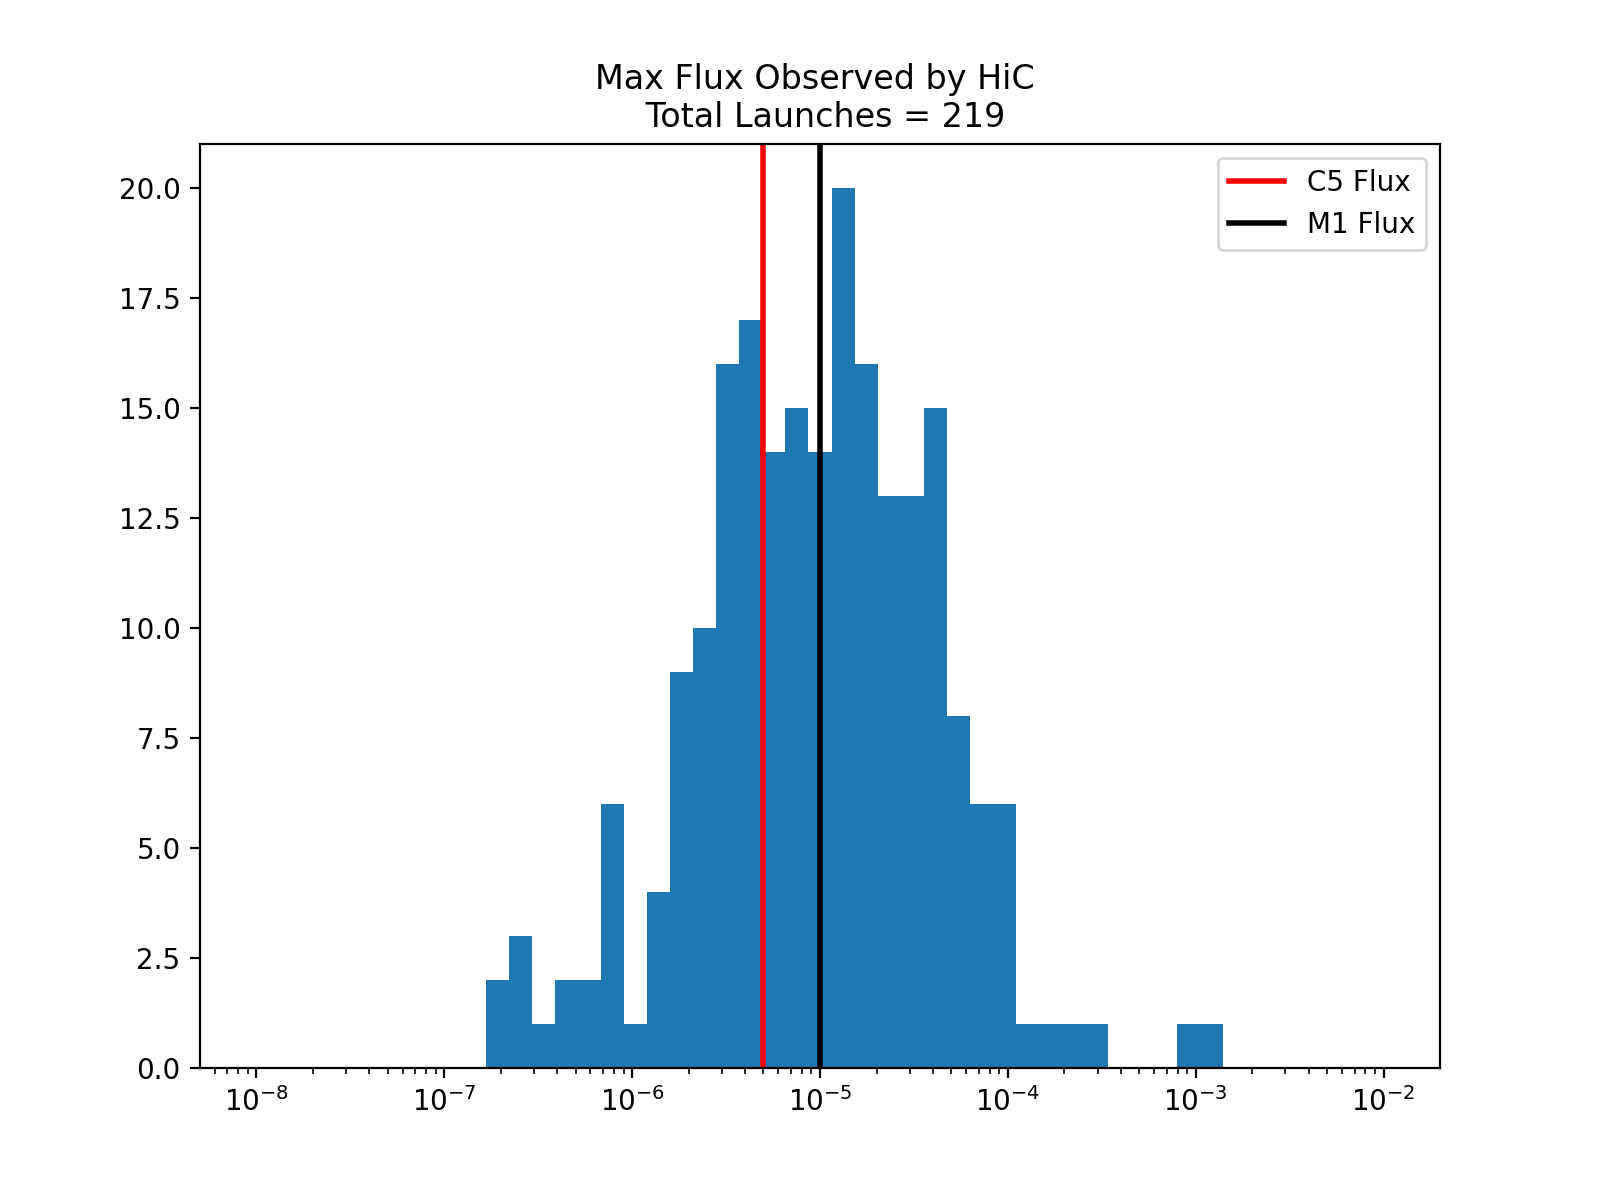 Max Flux Observed by HiC
Total Launches = 219
C5 Flux
M1 Flux
20.0
17.5
15.0
12.5
10.0
7.5
5.0
2.5
0.0
10⁻⁸ 10⁻⁷ 10⁻⁶ 10⁻⁵ 10⁻⁴ 10⁻³ 10⁻²